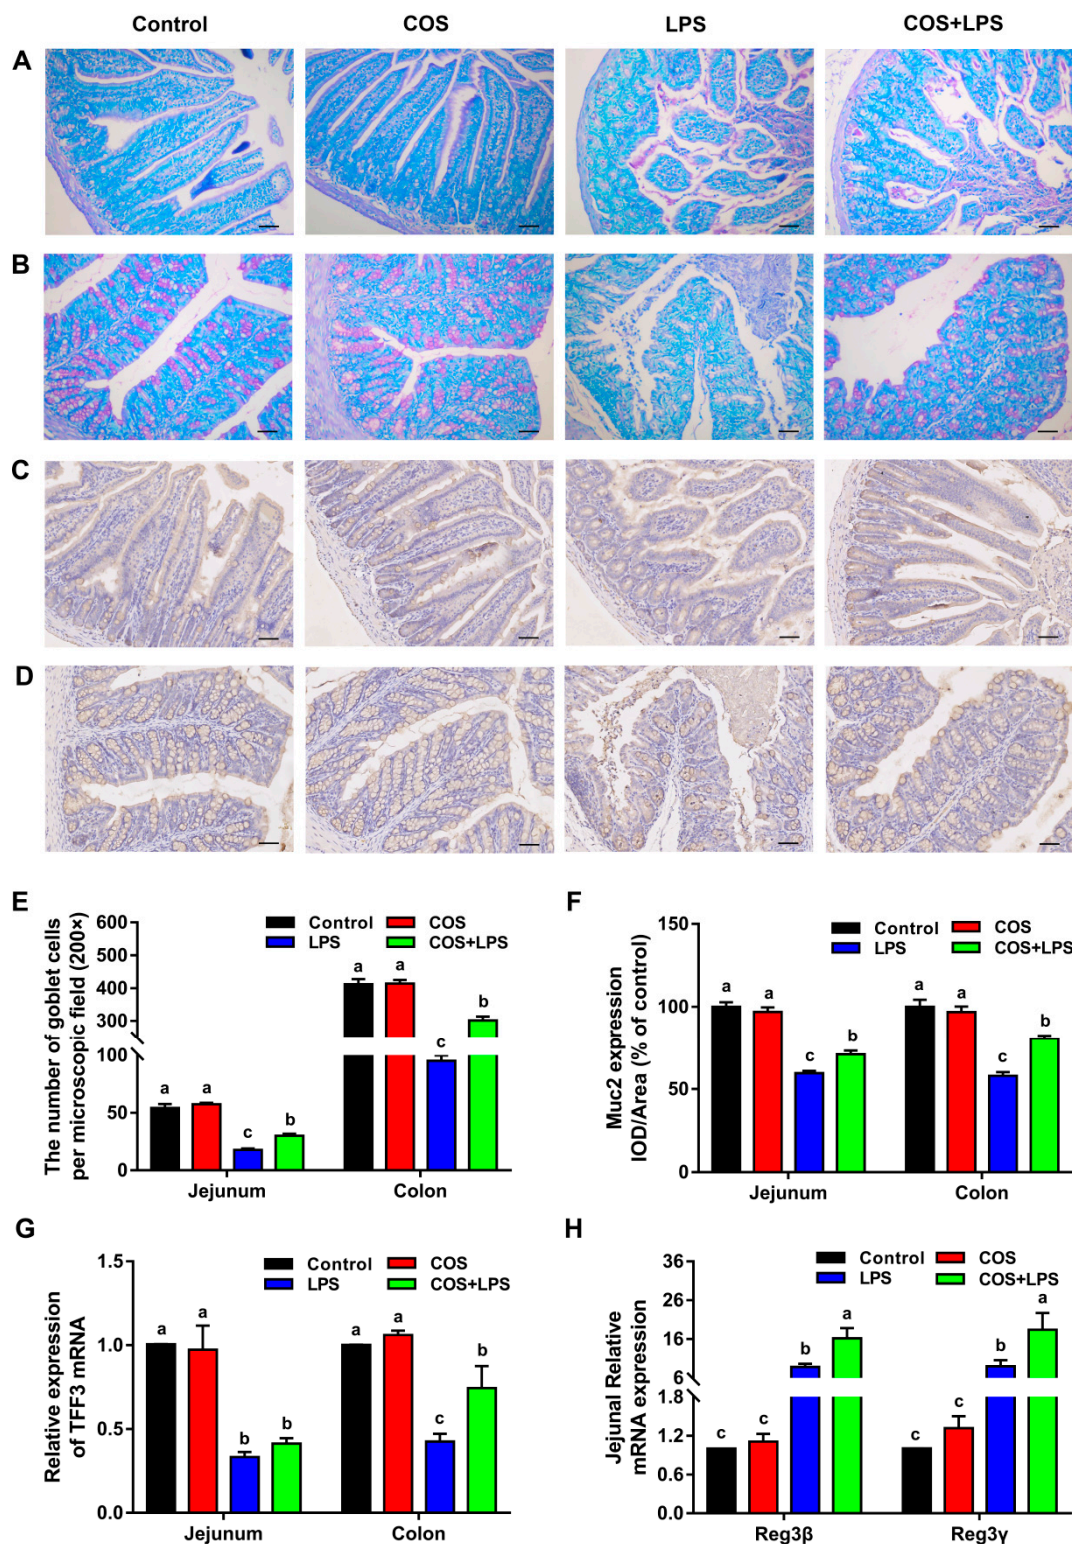 Control COS LPS COS+LPS
A
B
C
D
E
The number of goblet cells
per microscopic field (200×)
600
500
400
300
100
50
0
Control COS
LPS COS+LPS
a a c b
a a c b
Jejunum Colon
F
Muc2 expression
IOD/Area (% of control)
150
100
50
0
Control COS
LPS COS+LPS
a a c b
a a c b
Jejunum Colon
G
Relative expression
of TFF3 mRNA
1.5
1.0
0.5
0.0
Control COS
LPS COS+LPS
a a b b
a a c b
Jejunum Colon
H
Jejunal Relative
mRNA expression
36
26
16
6
1.8
1.2
0.6
0.0
Control COS
LPS COS+LPS
c c b a
c c b a
Reg3β Reg3γ